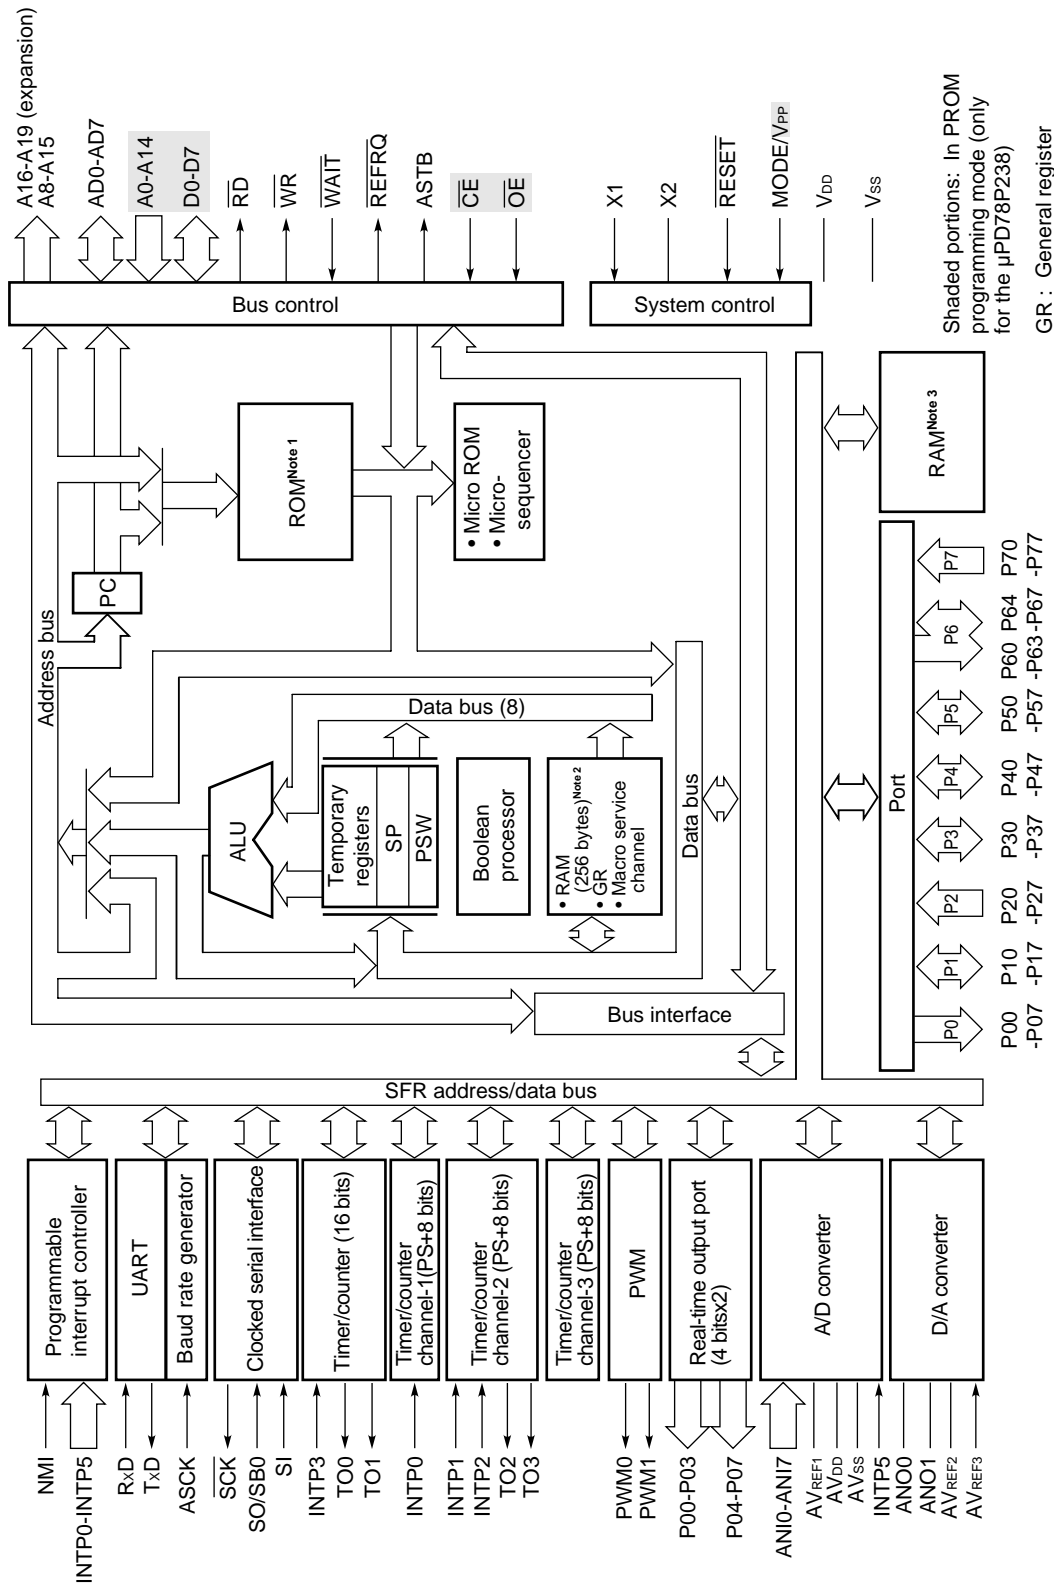 NMI
INTP0-INTP5
Programmable
interrupt controller
RxD
TxD
UART
ASCK
Baud rate generator
SCK
SO/SB0
SI
Clocked serial interface
INTP3
TO0
TO1
Timer/counter (16 bits)
INTP0
Timer/counter
channel-1(PS+8 bits)
INTP1
INTP2
TO2
TO3
Timer/counter
channel-2 (PS+8 bits)
Timer/counter
channel-3 (PS+8 bits)
PWM0
PWM1
PWM
P00-P03
P04-P07
Real-time output port
(4 bitsx2)
ANI0-ANI7
AVREF1
AVDD
AVSS
INTP5
A/D converter
ANO0
ANO1
AVREF2
AVREF3
D/A converter
SFR address/data bus
Bus interface
Address bus
PC
ALU
Temporary
registers
SP
PSW
Boolean
processor
• RAM
(256 bytes)Note 2
• GR
• Macro service
channel
Data bus (8)
Data bus
ROMNote 1
• Micro ROM
• Micro-
sequencer
Bus control
A16-A19 (expansion)
A8-A15
AD0-AD7
A0-A14
D0-D7
RD
WR
WAIT
REFRQ
ASTB
CE
OE
System control
X1
X2
RESET
MODE/VPP
VDD
VSS
Port
RAMNote 3
P0
P1
P2
P3
P4
P5
P6
P7
P00
-P07
P10
-P17
P20
-P27
P30
-P37
P40
-P47
P50
-P57
P60
-P63
P64
-P67
P70
-P77
Shaded portions: In PROM
programming mode (only
for the µPD78P238)
GR : General register